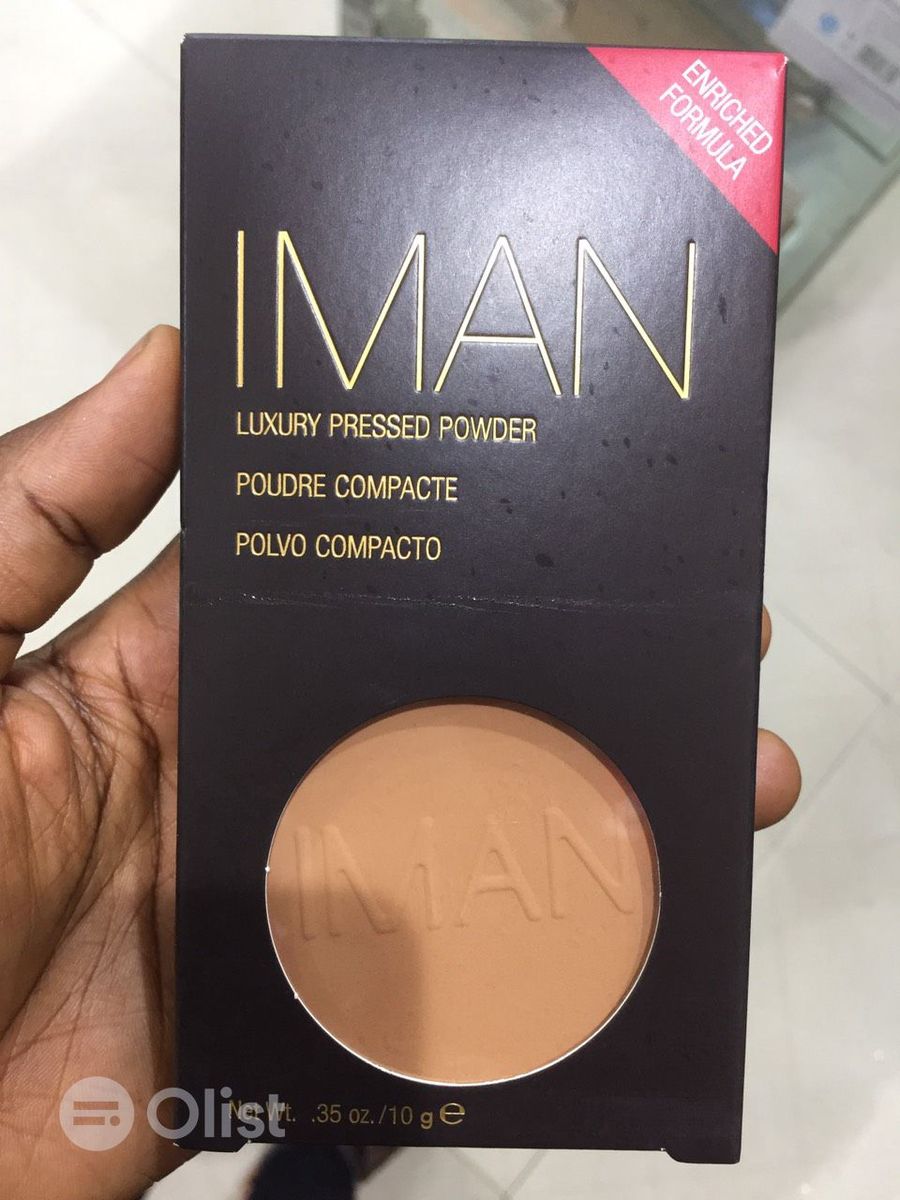 ENRICHED
FORMULA
IMAN
LUXURY PRESSED POWDER
POUDRE COMPACTE
POLVO COMPACTO
IMAN
Net Wt. .35 oz./10 g e
Olist